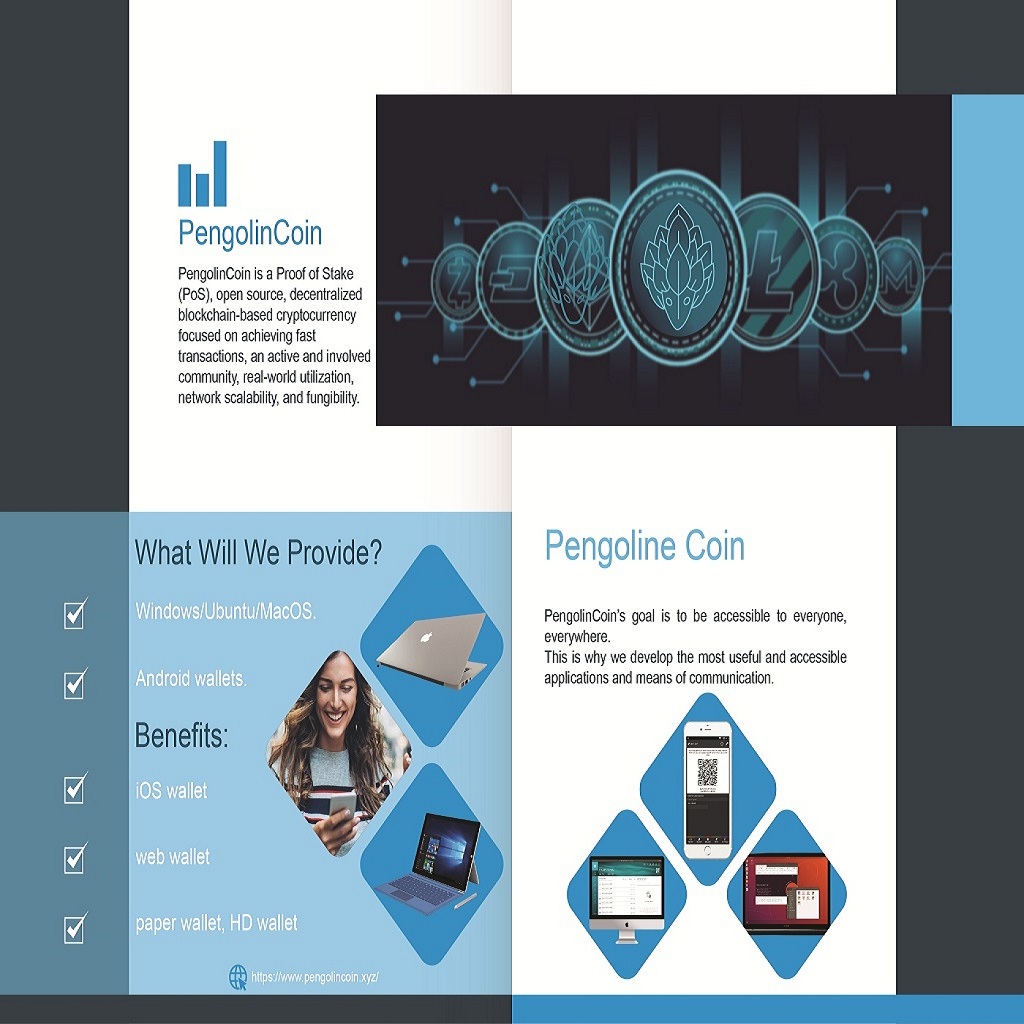 PengolinCoin
PengolinCoin is a Proof of Stake
(PoS), open source, decentralized
blockchain-based cryptocurrency
focused on achieving fast
transactions, an active and involved
community, real-world utilization,
network scalability, and fungibility.
What Will We Provide?
Windows/Ubuntu/MacOS.
Android wallets.
Benefits:
iOS wallet
web wallet
paper wallet, HD wallet
https://www.pengolincoin.xyz/
Pengoline Coin
PengolinCoin's goal is to be accessible to everyone,
everywhere.
This is why we develop the most useful and accessible
applications and means of communication.